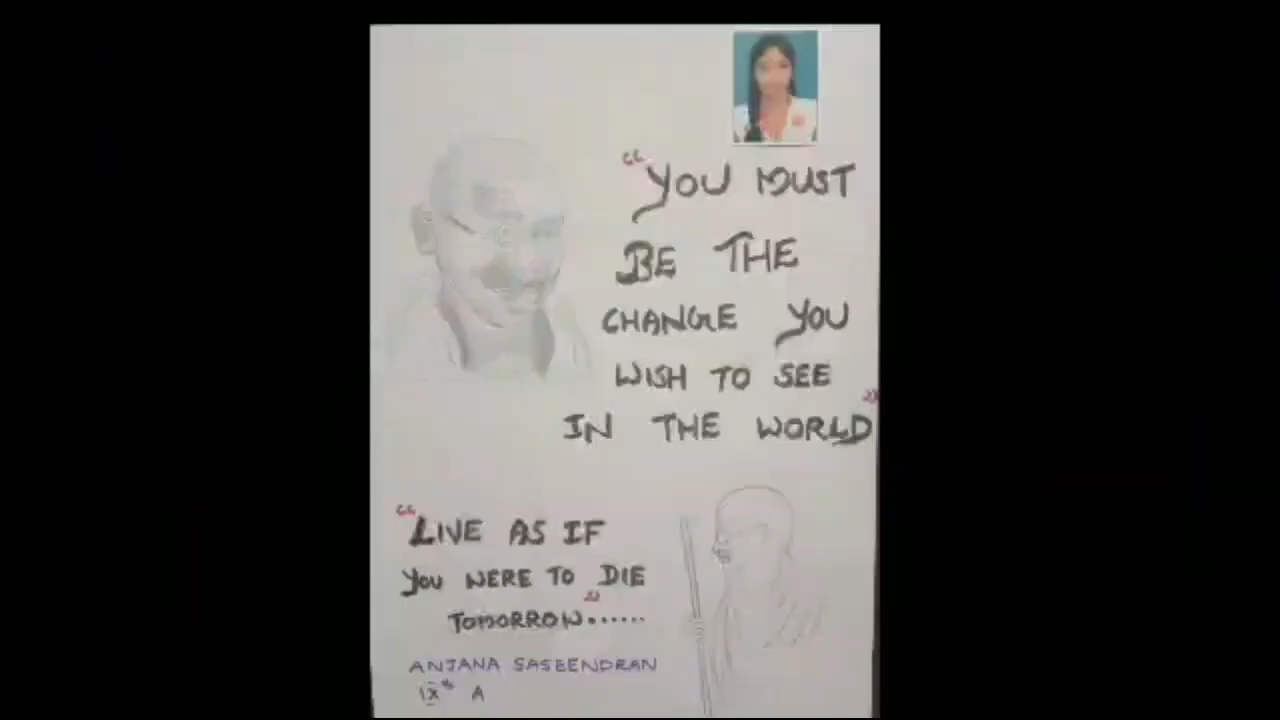 “YOU MUST
BE THE
CHANGE YOU
WISH TO SEE
IN THE WORLD”
“LIVE AS IF
YOU WERE TO DIE
TOMORROW”......
ANJANA SASEENDRAN
IXth A